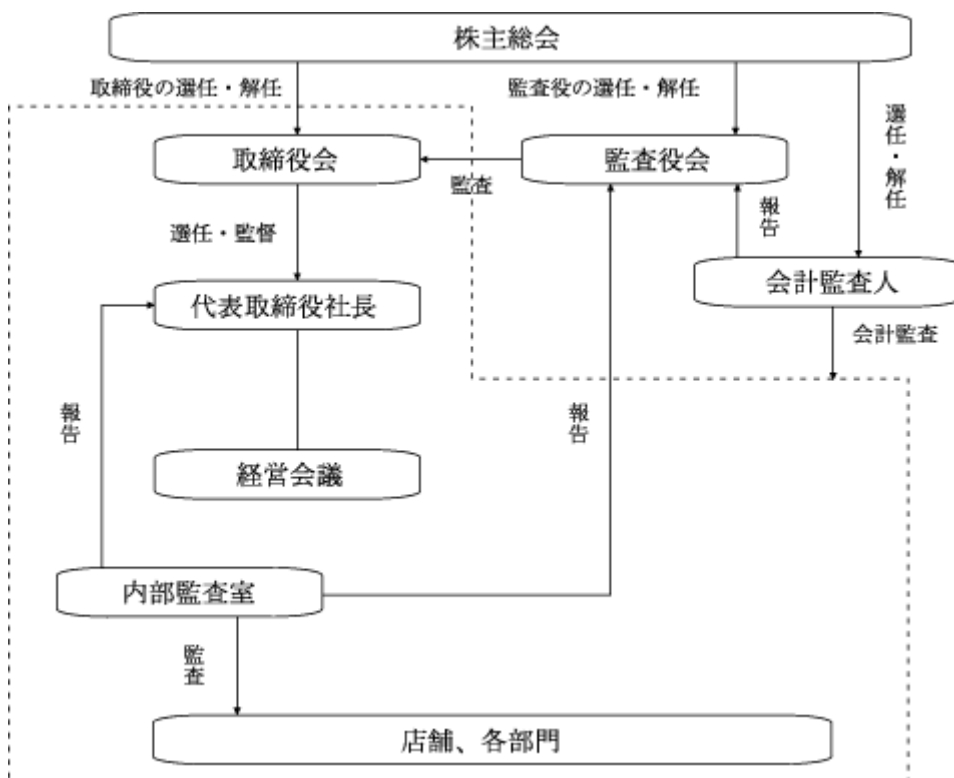 株主総会
取締役の選任・解任
監査役の選任・解任
選任・解任
取締役会
監査
監査役会
選任・監督
報告
会計監査人
代表取締役社長
会計監査
報告
報告
経営会議
内部監査室
監査
店舗、各部門